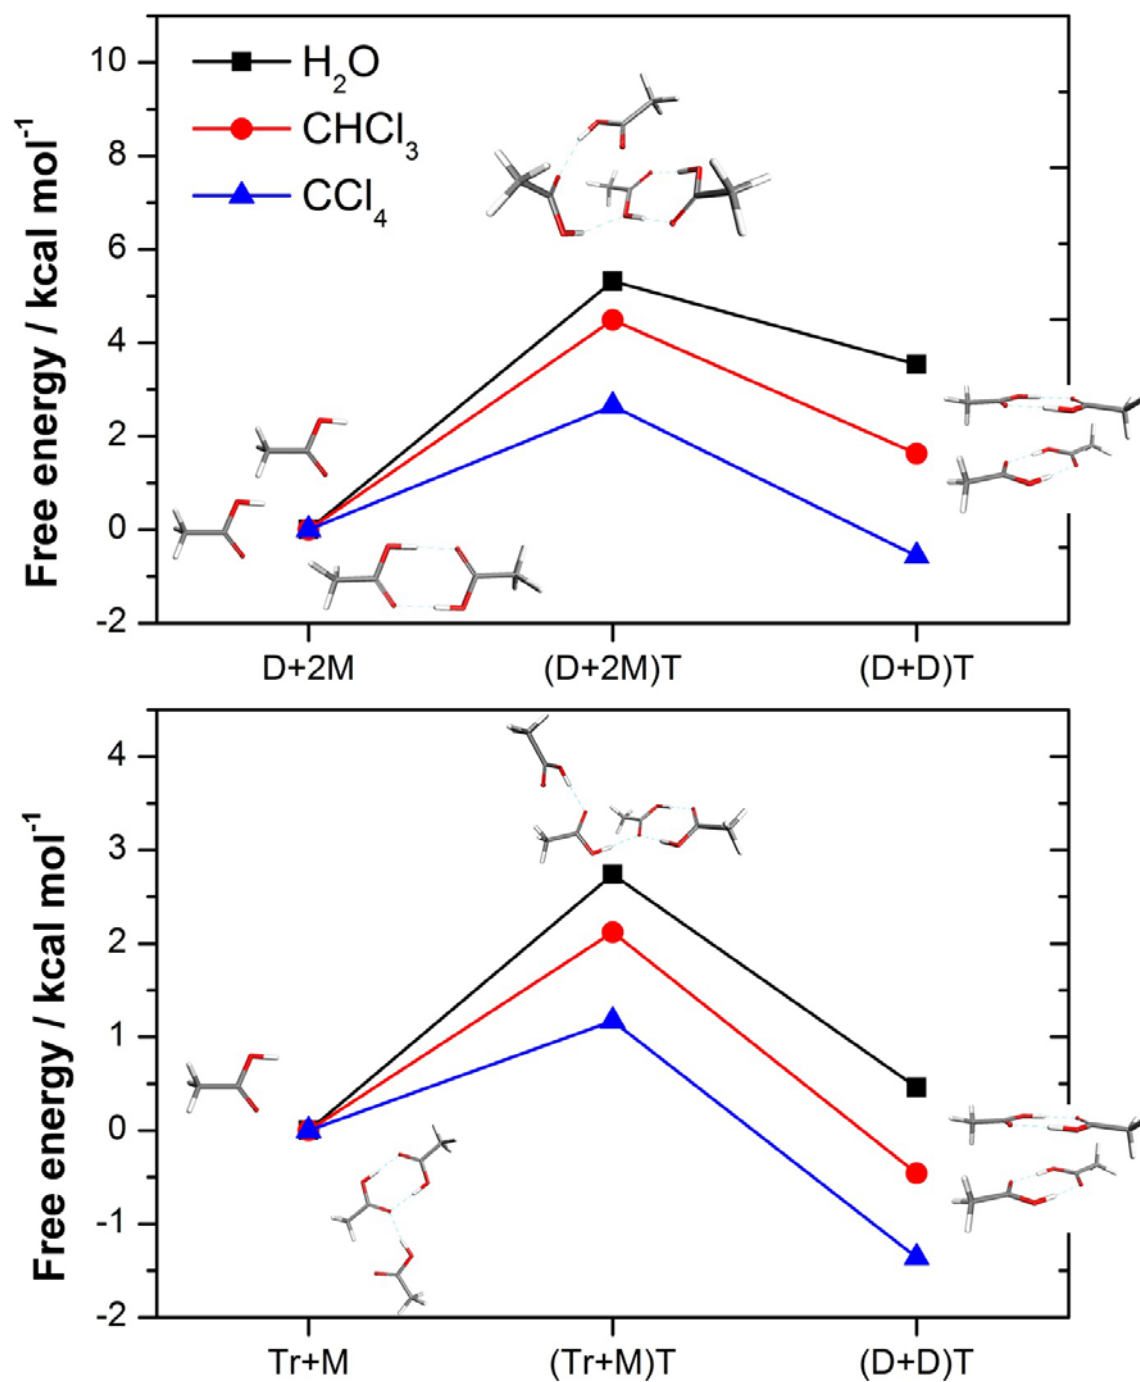 Free energy / kcal mol⁻¹
10
8
6
4
2
0
-2
H₂O
CHCl₃
CCl₄
D+2M (D+2M)T (D+D)T
Free energy / kcal mol⁻¹
4
3
2
1
0
-1
-2
Tr+M (Tr+M)T (D+D)T